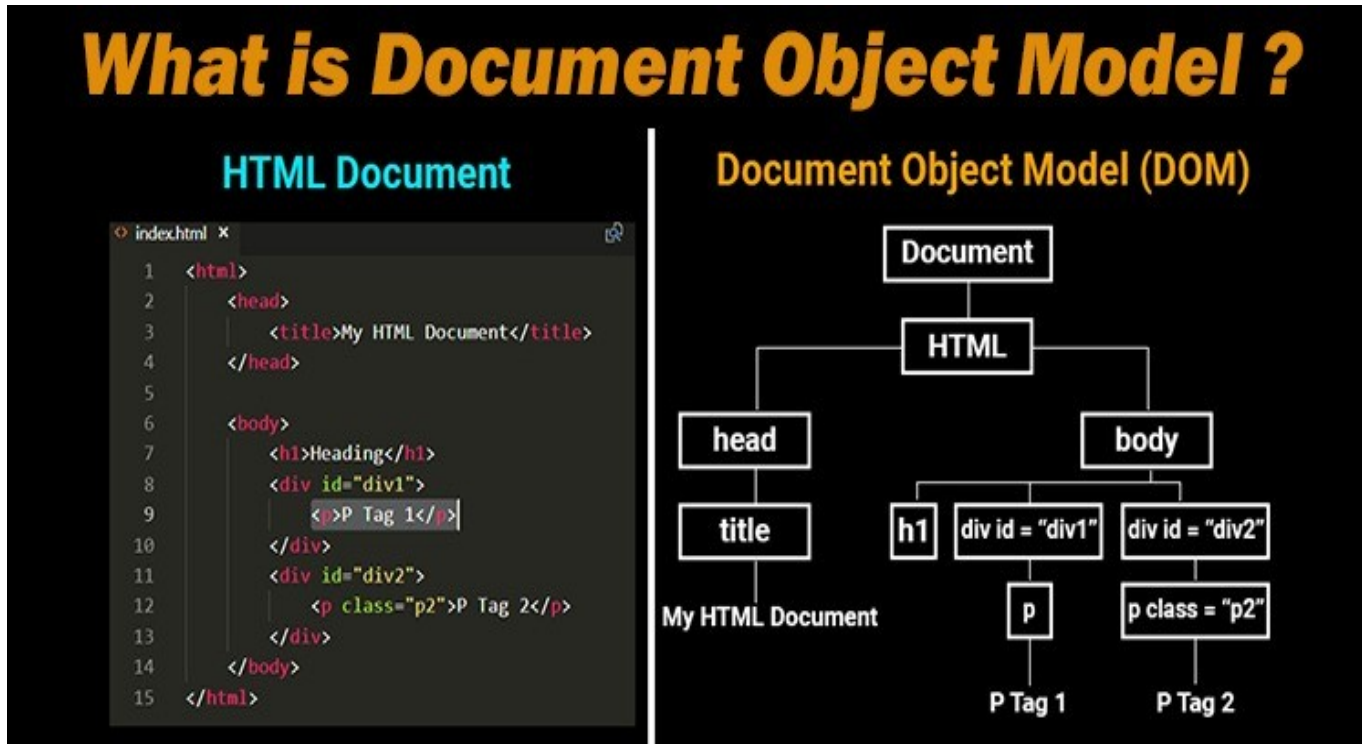 What is Document Object Model ?
HTML Document
index.html ×
1 <html>
2 <head>
3 <title>My HTML Document</title>
4 </head>
5
6 <body>
7 <h1>Heading</h1>
8 <div id="div1">
9 <p>P Tag 1</p>
10 </div>
11 <div id="div2">
12 <p class="p2">P Tag 2</p>
13 </div>
14 </body>
15 </html>
Document Object Model (DOM)
Document
HTML
head body
title h1 div id = “div1” div id = “div2”
My HTML Document p p class = “p2”
P Tag 1 P Tag 2